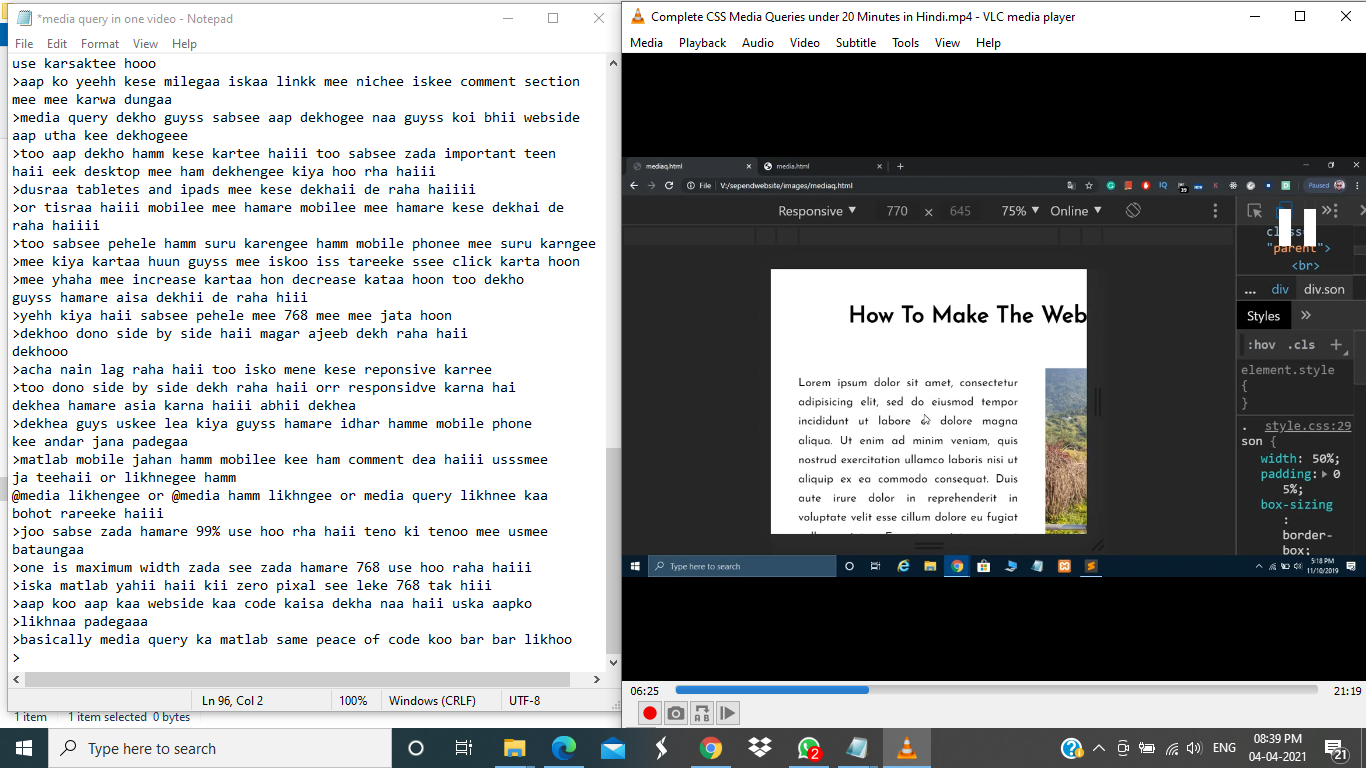 *media query in one video - Notepad
File Edit Format View Help
use karsaktee hooo
>aap ko yeehh kese milegaa iskaa linkk mee nichee iskee comment section
mee mee karwa dungaa
>media query dekho guyss sabsee aap dekhogee naa guyss koi bhii webside
aap utha kee dekhogeee
>too aap dekho hamm kese kartee haiii too sabsee zada important teen
haii eek desktop mee ham dekhengee kiya hoo rha haiii
>dusraa tabletes and ipads mee kese dekhaii de raha haiiii
>or tisraa haiii mobilee mee hamare mobilee mee hamare kese dekhai de
raha haiiii
>too sabsee pehele hamm suru karengee hamm mobile phonee mee suru karngee
>mee kiya kartaa huun guyss mee iskoo iss tareeke ssee click karta hoon
>mee yhaha mee increase kartaa hon decrease kataa hoon too dekho
guyss hamare aisa dekhii de raha hiii
>yehh kiya haii sabsee pehele mee 768 mee mee jata hoon
>dekhoo dono side by side haii magar ajeeb dekh raha haii
dekhooo
>acha nain lag raha haii too isko mene kese reponsive karree
>too dono side by side dekh raha haii orr responsidve karna hai
dekhea hamare asia karna haiii abhii dekhea
>dekhea guys uskee lea kiya guyss hamare idhar hamme mobile phone
kee andar jana padegaa
>matlab mobile jahan hamm mobilee kee ham comment dea haiii usssmee
ja teehaii or likhnegee hamm
@media likhengee or @media hamm likhngee or media query likhnee kaa
bohot rareeke haiii
>joo sabse zada hamare 99% use hoo rha haii teno ki tenoo mee usmee
bataungaa
>one is maximum width zada see zada hamare 768 use hoo raha haiii
>iska matlab yahii haii kii zero pixal see leke 768 tak hiii
>aap koo aap kaa webside kaa code kaisa dekha naa haii uska aapko
>likhnaa padegaaa
>basically media query ka matlab same peace of code koo bar bar likhoo
>
Ln 96, Col 2 100% Windows (CRLF) UTF-8
1 item 1 item selected 0 bytes
Complete CSS Media Queries under 20 Minutes in Hindi.mp4 - VLC media player
Media Playback Audio Video Subtitle Tools View Help
mediaq.html media.html
File V:/sependwebsite/images/mediaq.html Paused
Responsive 770 645 75% Online
How To Make The Web
Lorem ipsum dolor sit amet, consectetur
adipisicing elit, sed do eiusmod tempor
incididunt ut labore dolore magna
aliqua. Ut enim ad minim veniam, quis
nostrud exercitation ullamco laboris nisi ut
aliquip ex ea commodo consequat. Duis
aute irure dolor in reprehenderit in
voluptate velit esse cillum dolore eu fugiat
"parent">
<br>
... div div.son
Styles
:hov .cls +
element.style
{
}
. style.css:29
son {
width: 50%;
padding: 0
5%;
box-sizing
:
border-
box;
Type here to search
5:18 PM
11/10/2019
06:25 21:19
Type here to search
2
ENG
08:39 PM
04-04-2021
21